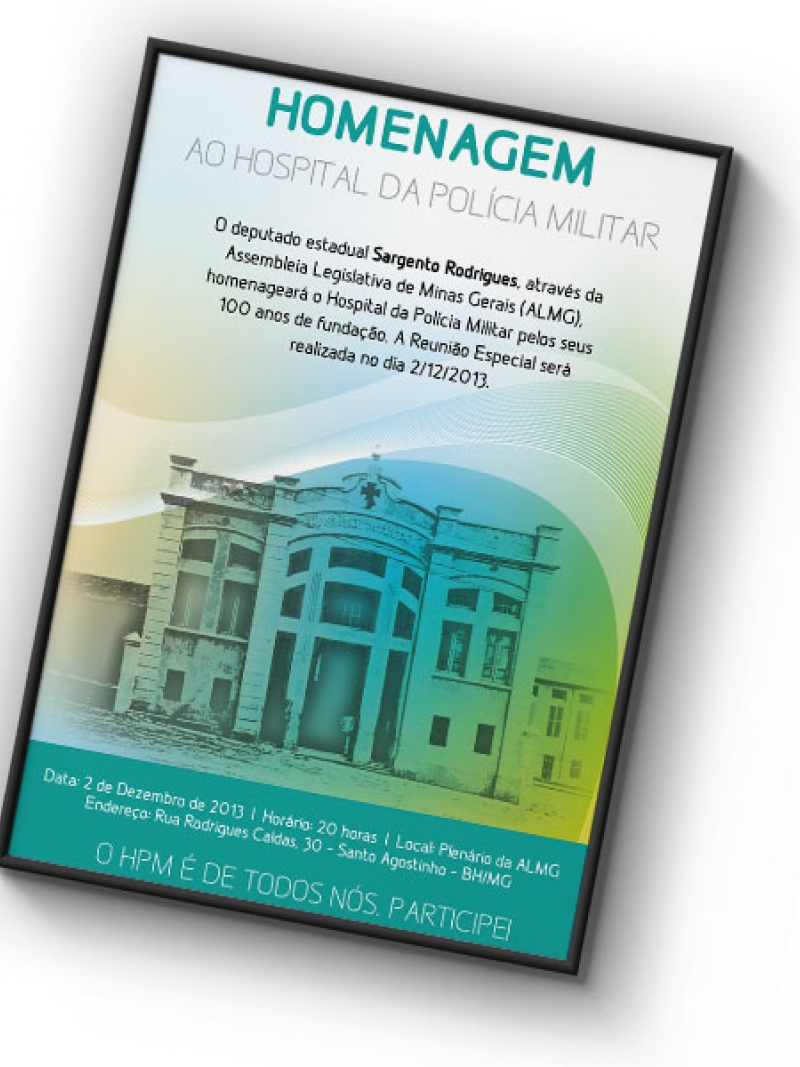 HOMENAGEM
AO HOSPITAL DA POLÍCIA MILITAR
O deputado estadual Sargento Rodrigues, através da
Assembleia Legislativa de Minas Gerais (ALMG),
homenageará o Hospital da Polícia Militar pelos seus
100 anos de fundação. A Reunião Especial será
realizada no dia 2/12/2013.
Data: 2 de Dezembro de 2013 | Horário: 20 horas | Local: Plenário da ALMG
Endereço: Rua Rodrigues Caldas, 30 - Santo Agostinho - BH/MG
O HPM É DE TODOS NÓS. PARTICIPE!